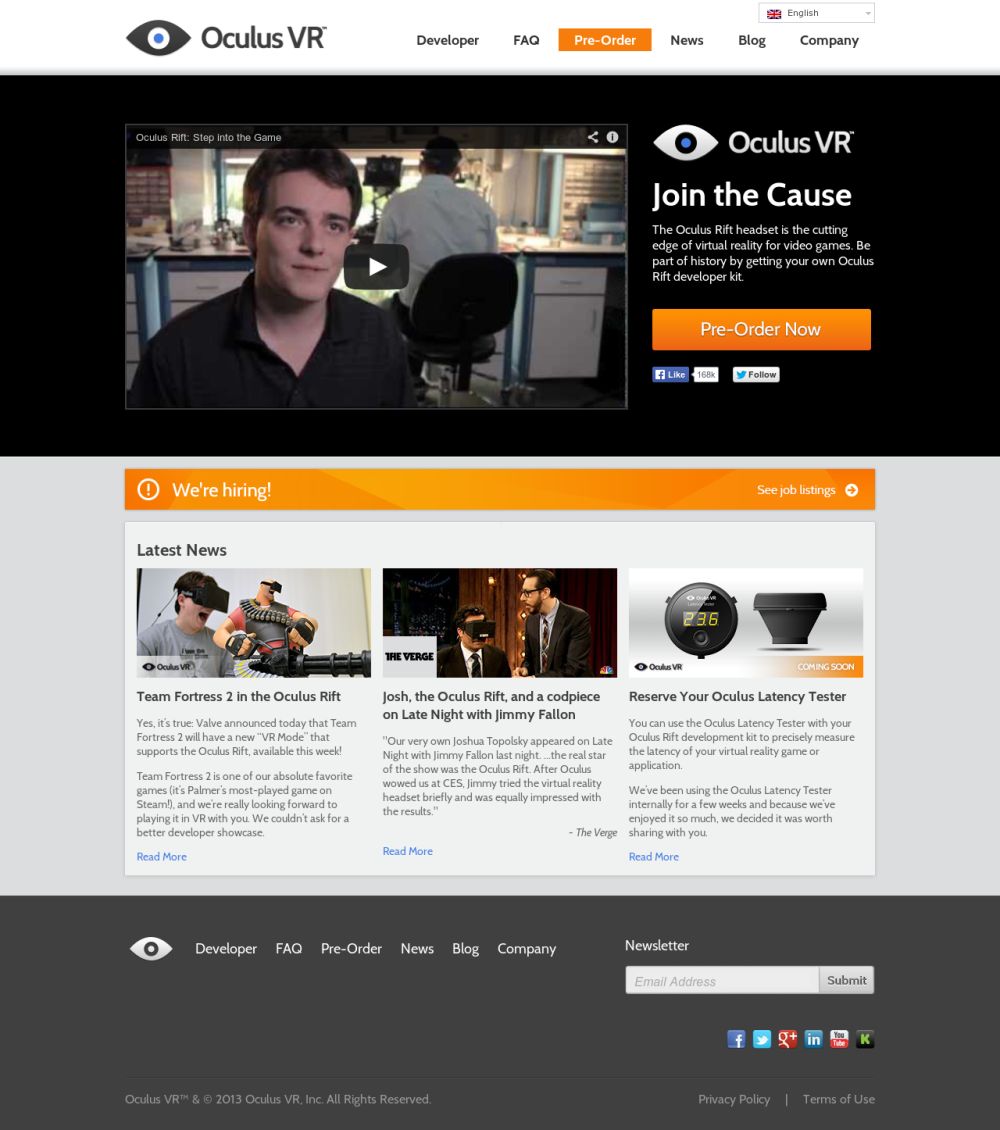 English
Oculus VR™
Developer FAQ Pre-Order News Blog Company
Oculus Rift: Step into the Game
Oculus VR™
Join the Cause
The Oculus Rift headset is the cutting
edge of virtual reality for video games. Be
part of history by getting your own Oculus
Rift developer kit.
Pre-Order Now
Like 168k Follow
We're hiring!
See job listings
Latest News
Oculus VR
Team Fortress 2 in the Oculus Rift
Yes, it's true: Valve announced today that Team
Fortress 2 will have a new "VR Mode" that
supports the Oculus Rift, available this week!
Team Fortress 2 is one of our absolute favorite
games (it's Palmer's most-played game on
Steam!), and we're really looking forward to
playing it in VR with you. We couldn't ask for a
better developer showcase.
Read More
THE VERGE
Josh, the Oculus Rift, and a codpiece
on Late Night with Jimmy Fallon
"Our very own Joshua Topolsky appeared on Late
Night with Jimmy Fallon last night. ...the real star
of the show was the Oculus Rift. After Oculus
wowed us at CES, Jimmy tried the virtual reality
headset briefly and was equally impressed with
the results."
- The Verge
Read More
Oculus VR
Latency Tester
23.6
Oculus VR
COMING SOON
Reserve Your Oculus Latency Tester
You can use the Oculus Latency Tester with your
Oculus Rift development kit to precisely measure
the latency of your virtual reality game or
application.
We've been using the Oculus Latency Tester
internally for a few weeks and because we've
enjoyed it so much, we decided it was worth
sharing with you.
Read More
Developer FAQ Pre-Order News Blog Company
Newsletter
Email Address Submit
You Tube
Oculus VR™ & © 2013 Oculus VR, Inc. All Rights Reserved.
Privacy Policy | Terms of Use